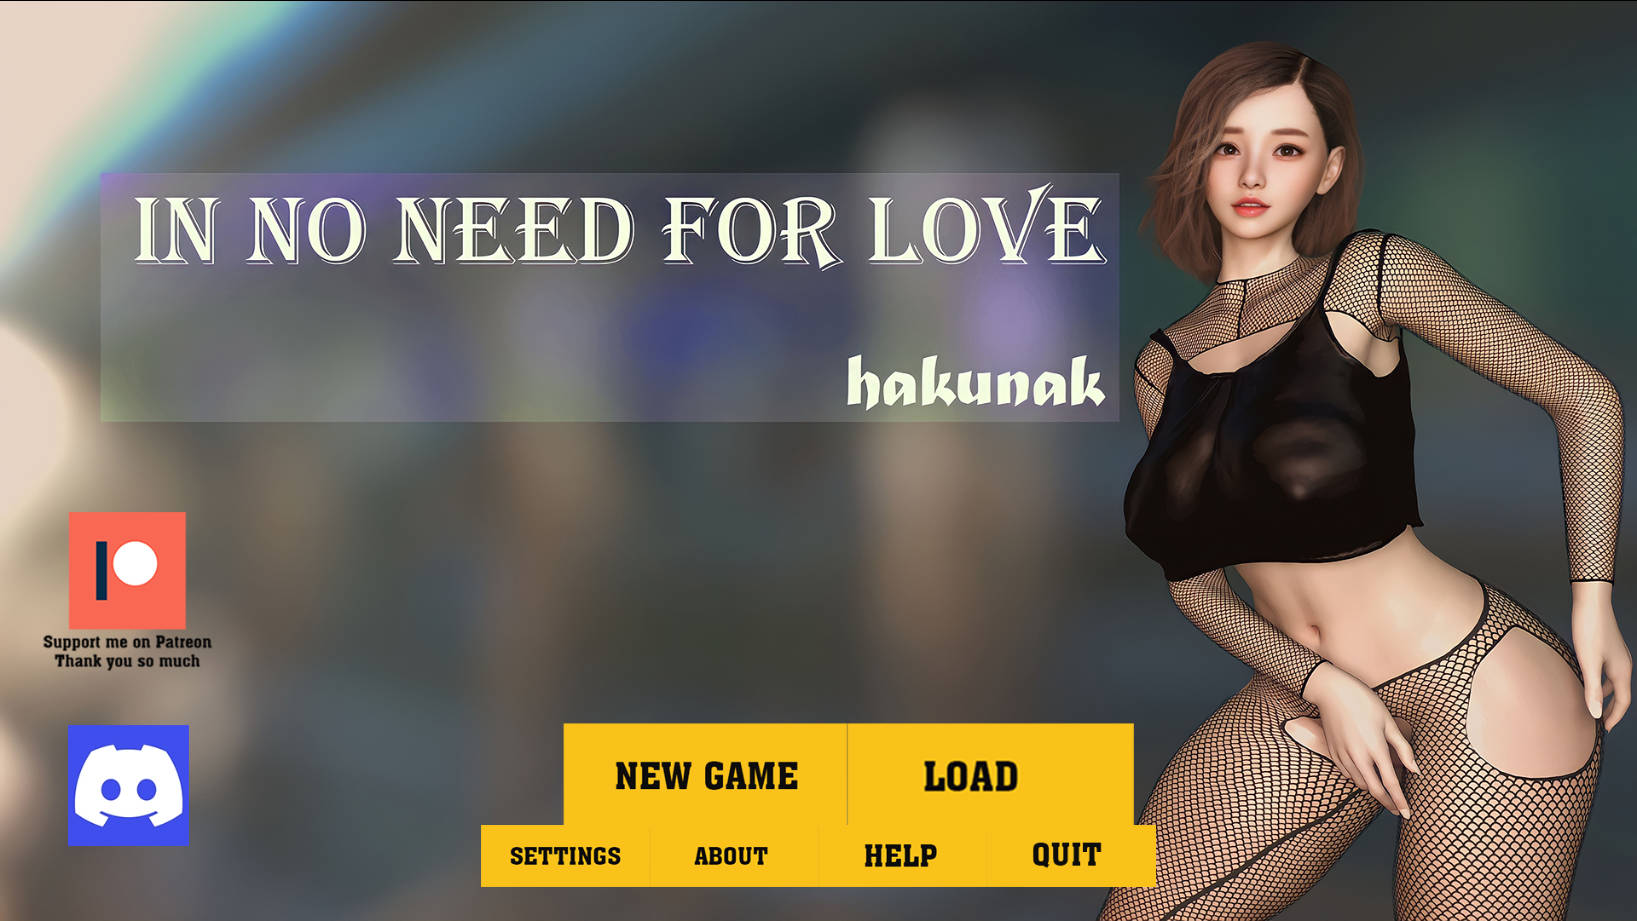 IN NO NEED FOR LOVE
hakunak
Support me on Patreon
Thank you so much
NEW GAME
LOAD
SETTINGS
ABOUT
HELP
QUIT